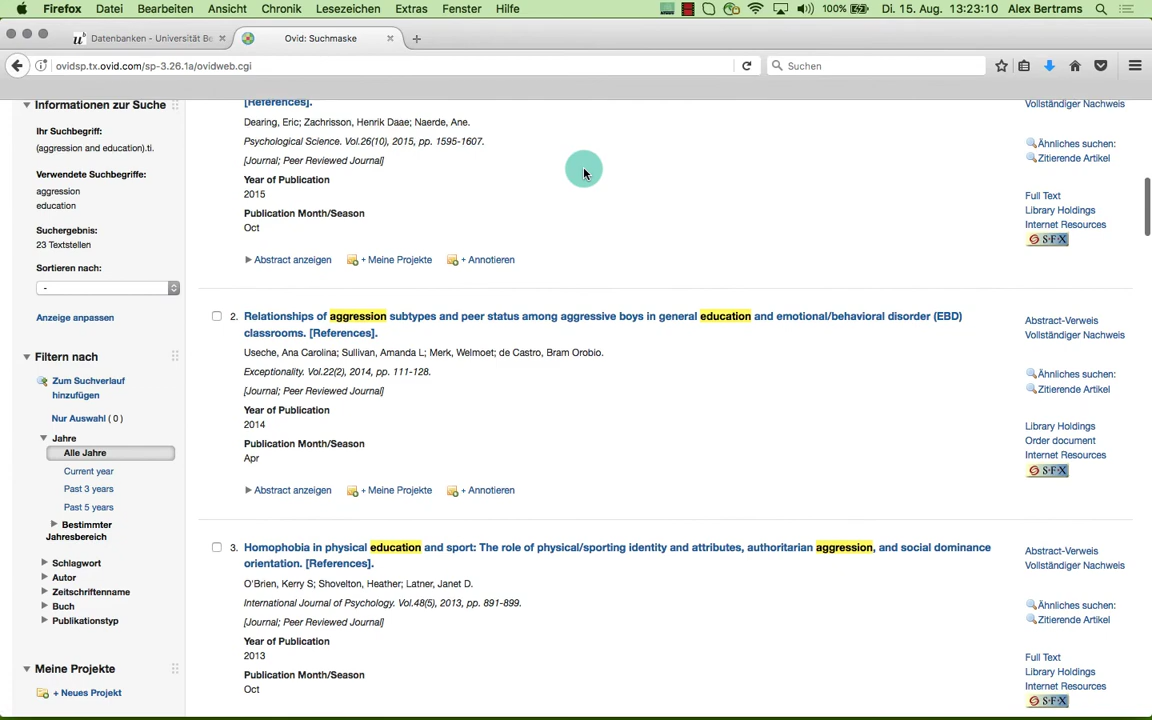 Firefox Datei Bearbeiten Ansicht Chronik Lesezeichen Extras Fenster Hilfe 100% Di. 15. Aug. 13:23:10 Alex Bertrams
Datenbanken - Universität Be Ovid: Suchmaske
ovidsp.tx.ovid.com/sp-3.26.1a/ovidweb.cgi Suchen
Informationen zur Suche
Ihr Suchbegriff:
(aggression and education).ti.
Verwendete Suchbegriffe:
aggression
education
Suchergebnis:
23 Textstellen
Sortieren nach:
-
Anzeige anpassen
Filtern nach
Zum Suchverlauf
hinzufügen
Nur Auswahl ( 0 )
Jahre
Alle Jahre
Current year
Past 3 years
Past 5 years
Bestimmter
Jahresbereich
Schlagwort
Autor
Zeitschriftenname
Buch
Publikationstyp
Meine Projekte
+ Neues Projekt
[References].
Dearing, Eric; Zachrisson, Henrik Daae; Naerde, Ane.
Psychological Science. Vol.26(10), 2015, pp. 1595-1607.
[Journal; Peer Reviewed Journal]
Year of Publication
2015
Publication Month/Season
Oct
Abstract anzeigen + Meine Projekte + Annotieren
Vollständiger Nachweis
Ähnliches suchen:
Zitierende Artikel
Full Text
Library Holdings
Internet Resources
S·F·X
2. Relationships of aggression subtypes and peer status among aggressive boys in general education and emotional/behavioral disorder (EBD)
classrooms. [References].
Useche, Ana Carolina; Sullivan, Amanda L; Merk, Welmoet; de Castro, Bram Orobio.
Exceptionality. Vol.22(2), 2014, pp. 111-128.
[Journal; Peer Reviewed Journal]
Year of Publication
2014
Publication Month/Season
Apr
Abstract anzeigen + Meine Projekte + Annotieren
Abstract-Verweis
Vollständiger Nachweis
Ähnliches suchen:
Zitierende Artikel
Library Holdings
Order document
Internet Resources
S·F·X
3. Homophobia in physical education and sport: The role of physical/sporting identity and attributes, authoritarian aggression, and social dominance
orientation. [References].
O'Brien, Kerry S; Shovelton, Heather; Latner, Janet D.
International Journal of Psychology. Vol.48(5), 2013, pp. 891-899.
[Journal; Peer Reviewed Journal]
Year of Publication
2013
Publication Month/Season
Oct
Abstract-Verweis
Vollständiger Nachweis
Ähnliches suchen:
Zitierende Artikel
Full Text
Library Holdings
Internet Resources
S·F·X